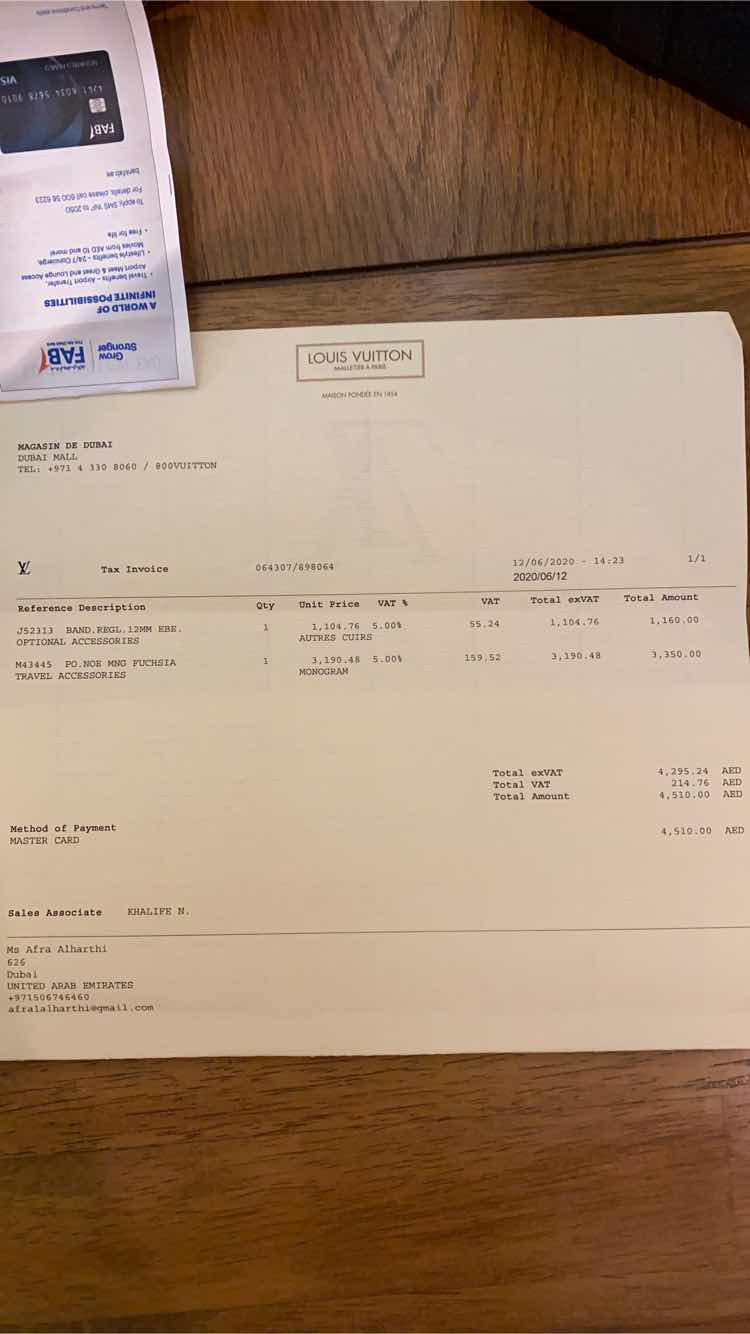 Terms and Conditions apply
VISA
4761 6034 5678 9010
FAB
bankfab.ae
For details, please call 600 56 6223
To apply, SMS 'INF' to 2050
• Free for life
Movies from AED 10 and more!
• Lifestyle benefits - 24/7 Concierge,
Airport Meet & Greet and Lounge Access
• Travel benefits - Airport Transfer,
INFINITE POSSIBILITIES
A WORLD OF
Grow
Stronger
FAB
LOUIS VUITTON
MALLETIER À PARIS
MAISON FONDÉE EN 1854
MAGASIN DE DUBAI
DUBAI MALL
TEL: +971 4 330 8060 / 800VUITTON
LV Tax Invoice 064307/898064 12/06/2020 - 14:23 1/1
2020/06/12
Reference Description Qty Unit Price VAT % VAT Total exVAT Total Amount
J52313 BAND.REGL.12MM EBE. 1 1,104.76 5.00% 55.24 1,104.76 1,160.00
OPTIONAL ACCESSORIES AUTRES CUIRS
M43445 PO.NOE MNG FUCHSIA 1 3,190.48 5.00% 159.52 3,190.48 3,350.00
TRAVEL ACCESSORIES MONOGRAM
Total exVAT 4,295.24 AED
Total VAT 214.76 AED
Total Amount 4,510.00 AED
Method of Payment
MASTER CARD 4,510.00 AED
Sales Associate KHALIFE N.
Ms Afra Alharthi
626
Dubai
UNITED ARAB EMIRATES
+971506746460
afralalharthi@gmail.com